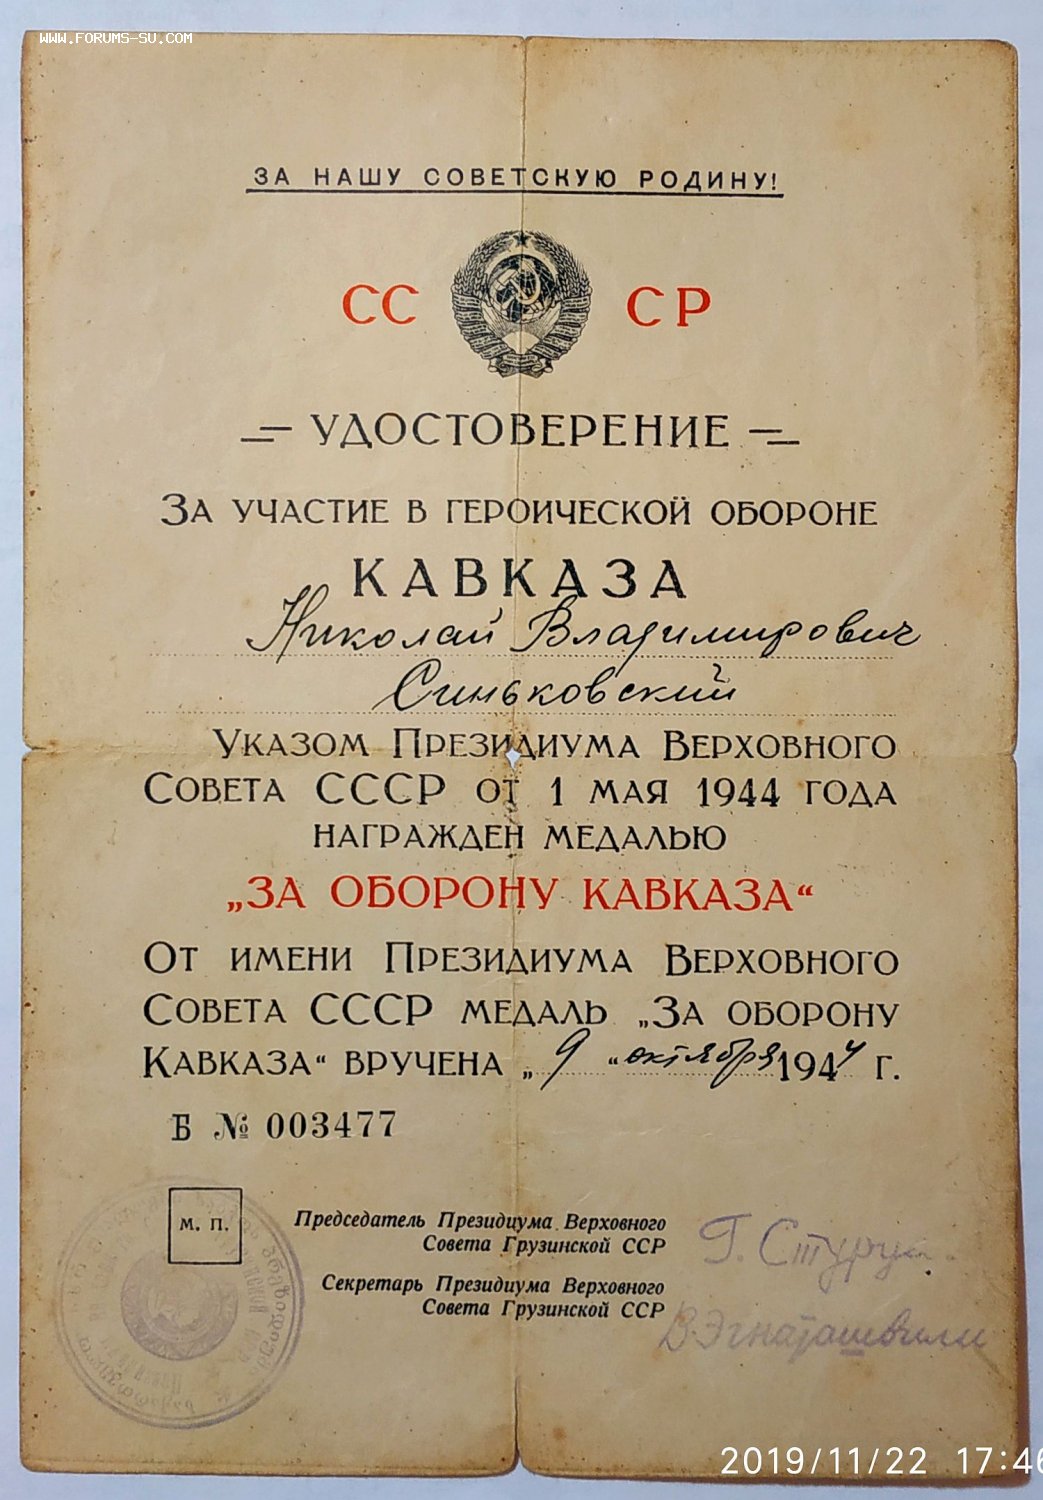 www.forums-su.com
ЗА НАШУ СОВЕТСКУЮ РОДИНУ!
СС СР
УДОСТОВЕРЕНИЕ
За участие в героической обороне
КАВКАЗА
Николай Владимирович
Синьковский
Указом Президиума Верховного
Совета СССР от 1 мая 1944 года
награжден медалью
„ЗА ОБОРОНУ КАВКАЗА“
От имени Президиума Верховного
Совета СССР медаль „За оборону
Кавказа“ вручена „9“ октября 1944 г.
Б № 003477
М. П.
Председатель Президиума Верховного
Совета Грузинской ССР
Г. Стуруа
Секретарь Президиума Верховного
Совета Грузинской ССР
В. Эгнаташвили
2019/11/22 17:46